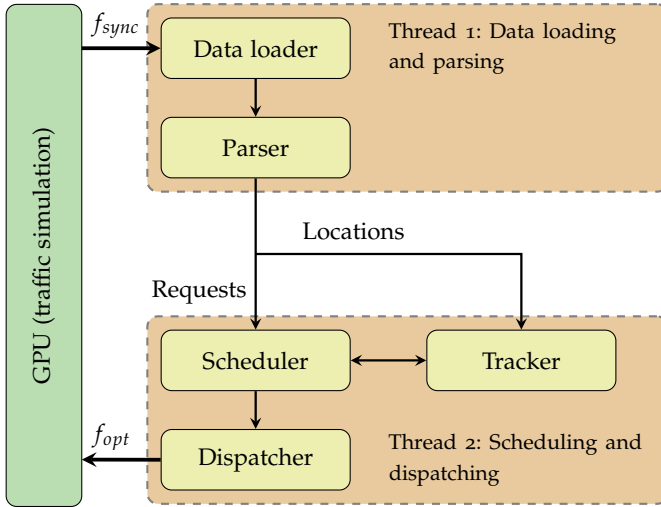 GPU (traffic simulation)
f_sync
Data loader
Thread 1: Data loading
and parsing
Parser
Locations
Requests
Scheduler
Tracker
f_opt
Dispatcher
Thread 2: Scheduling and
dispatching